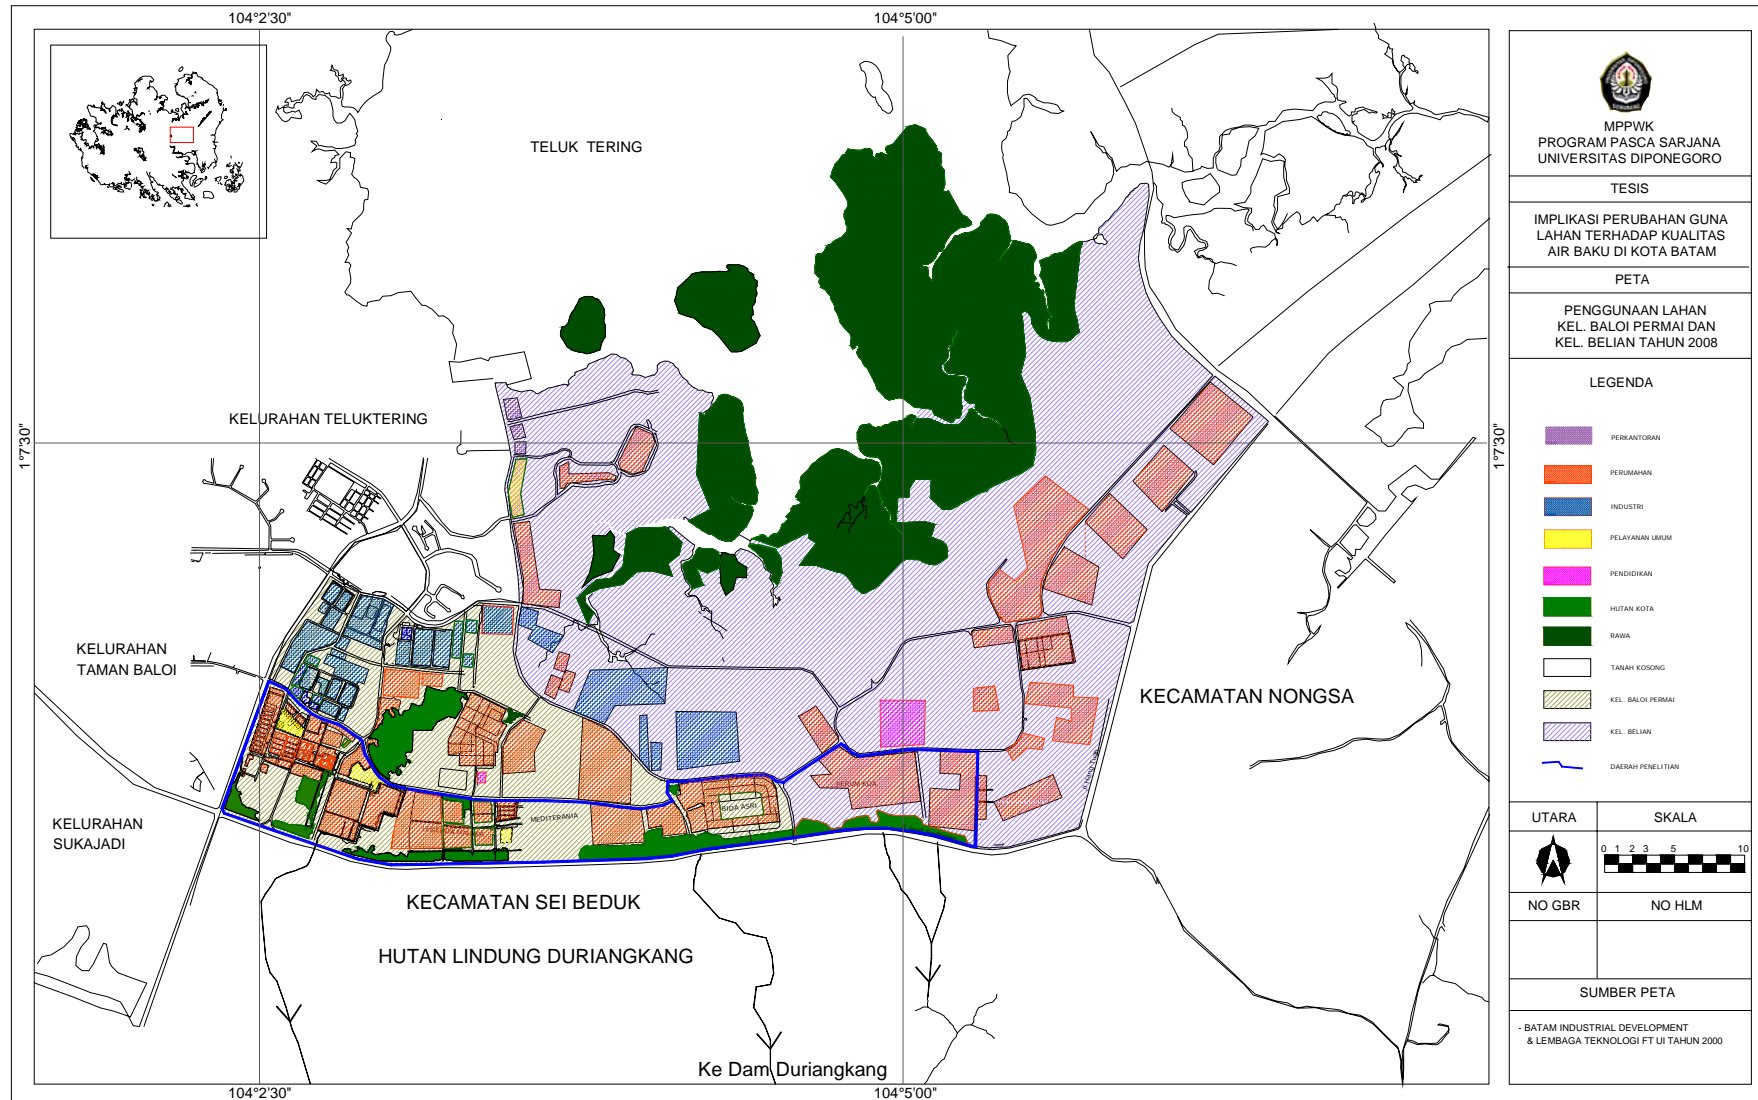 104°2'30"
104°5'00"
TELUK TERING
KELURAHAN TELUKTERING
1°7'30"
1°7'30"
KELURAHAN
TAMAN BALOI
KECAMATAN NONGSA
KELURAHAN
SUKAJADI
MEDITERANIA
BIDA ASRI
KECAMATAN SEI BEDUK
HUTAN LINDUNG DURIANGKANG
Ke Dam Duriangkang
104°2'30"
104°5'00"
MPPWK
PROGRAM PASCA SARJANA
UNIVERSITAS DIPONEGORO
TESIS
IMPLIKASI PERUBAHAN GUNA
LAHAN TERHADAP KUALITAS
AIR BAKU DI KOTA BATAM
PETA
PENGGUNAAN LAHAN
KEL. BALOI PERMAI DAN
KEL. BELIAN TAHUN 2008
LEGENDA
PERKANTORAN
PERUMAHAN
INDUSTRI
PELAYANAN UMUM
PENDIDIKAN
HUTAN KOTA
RAWA
TANAH KOSONG
KEL. BALOI PERMAI
KEL. BELIAN
DAERAH PENELITIAN
UTARA
SKALA
0 1 2 3 5 10
NO GBR
NO HLM
SUMBER PETA
- BATAM INDUSTRIAL DEVELOPMENT
& LEMBAGA TEKNOLOGI FT UI TAHUN 2000